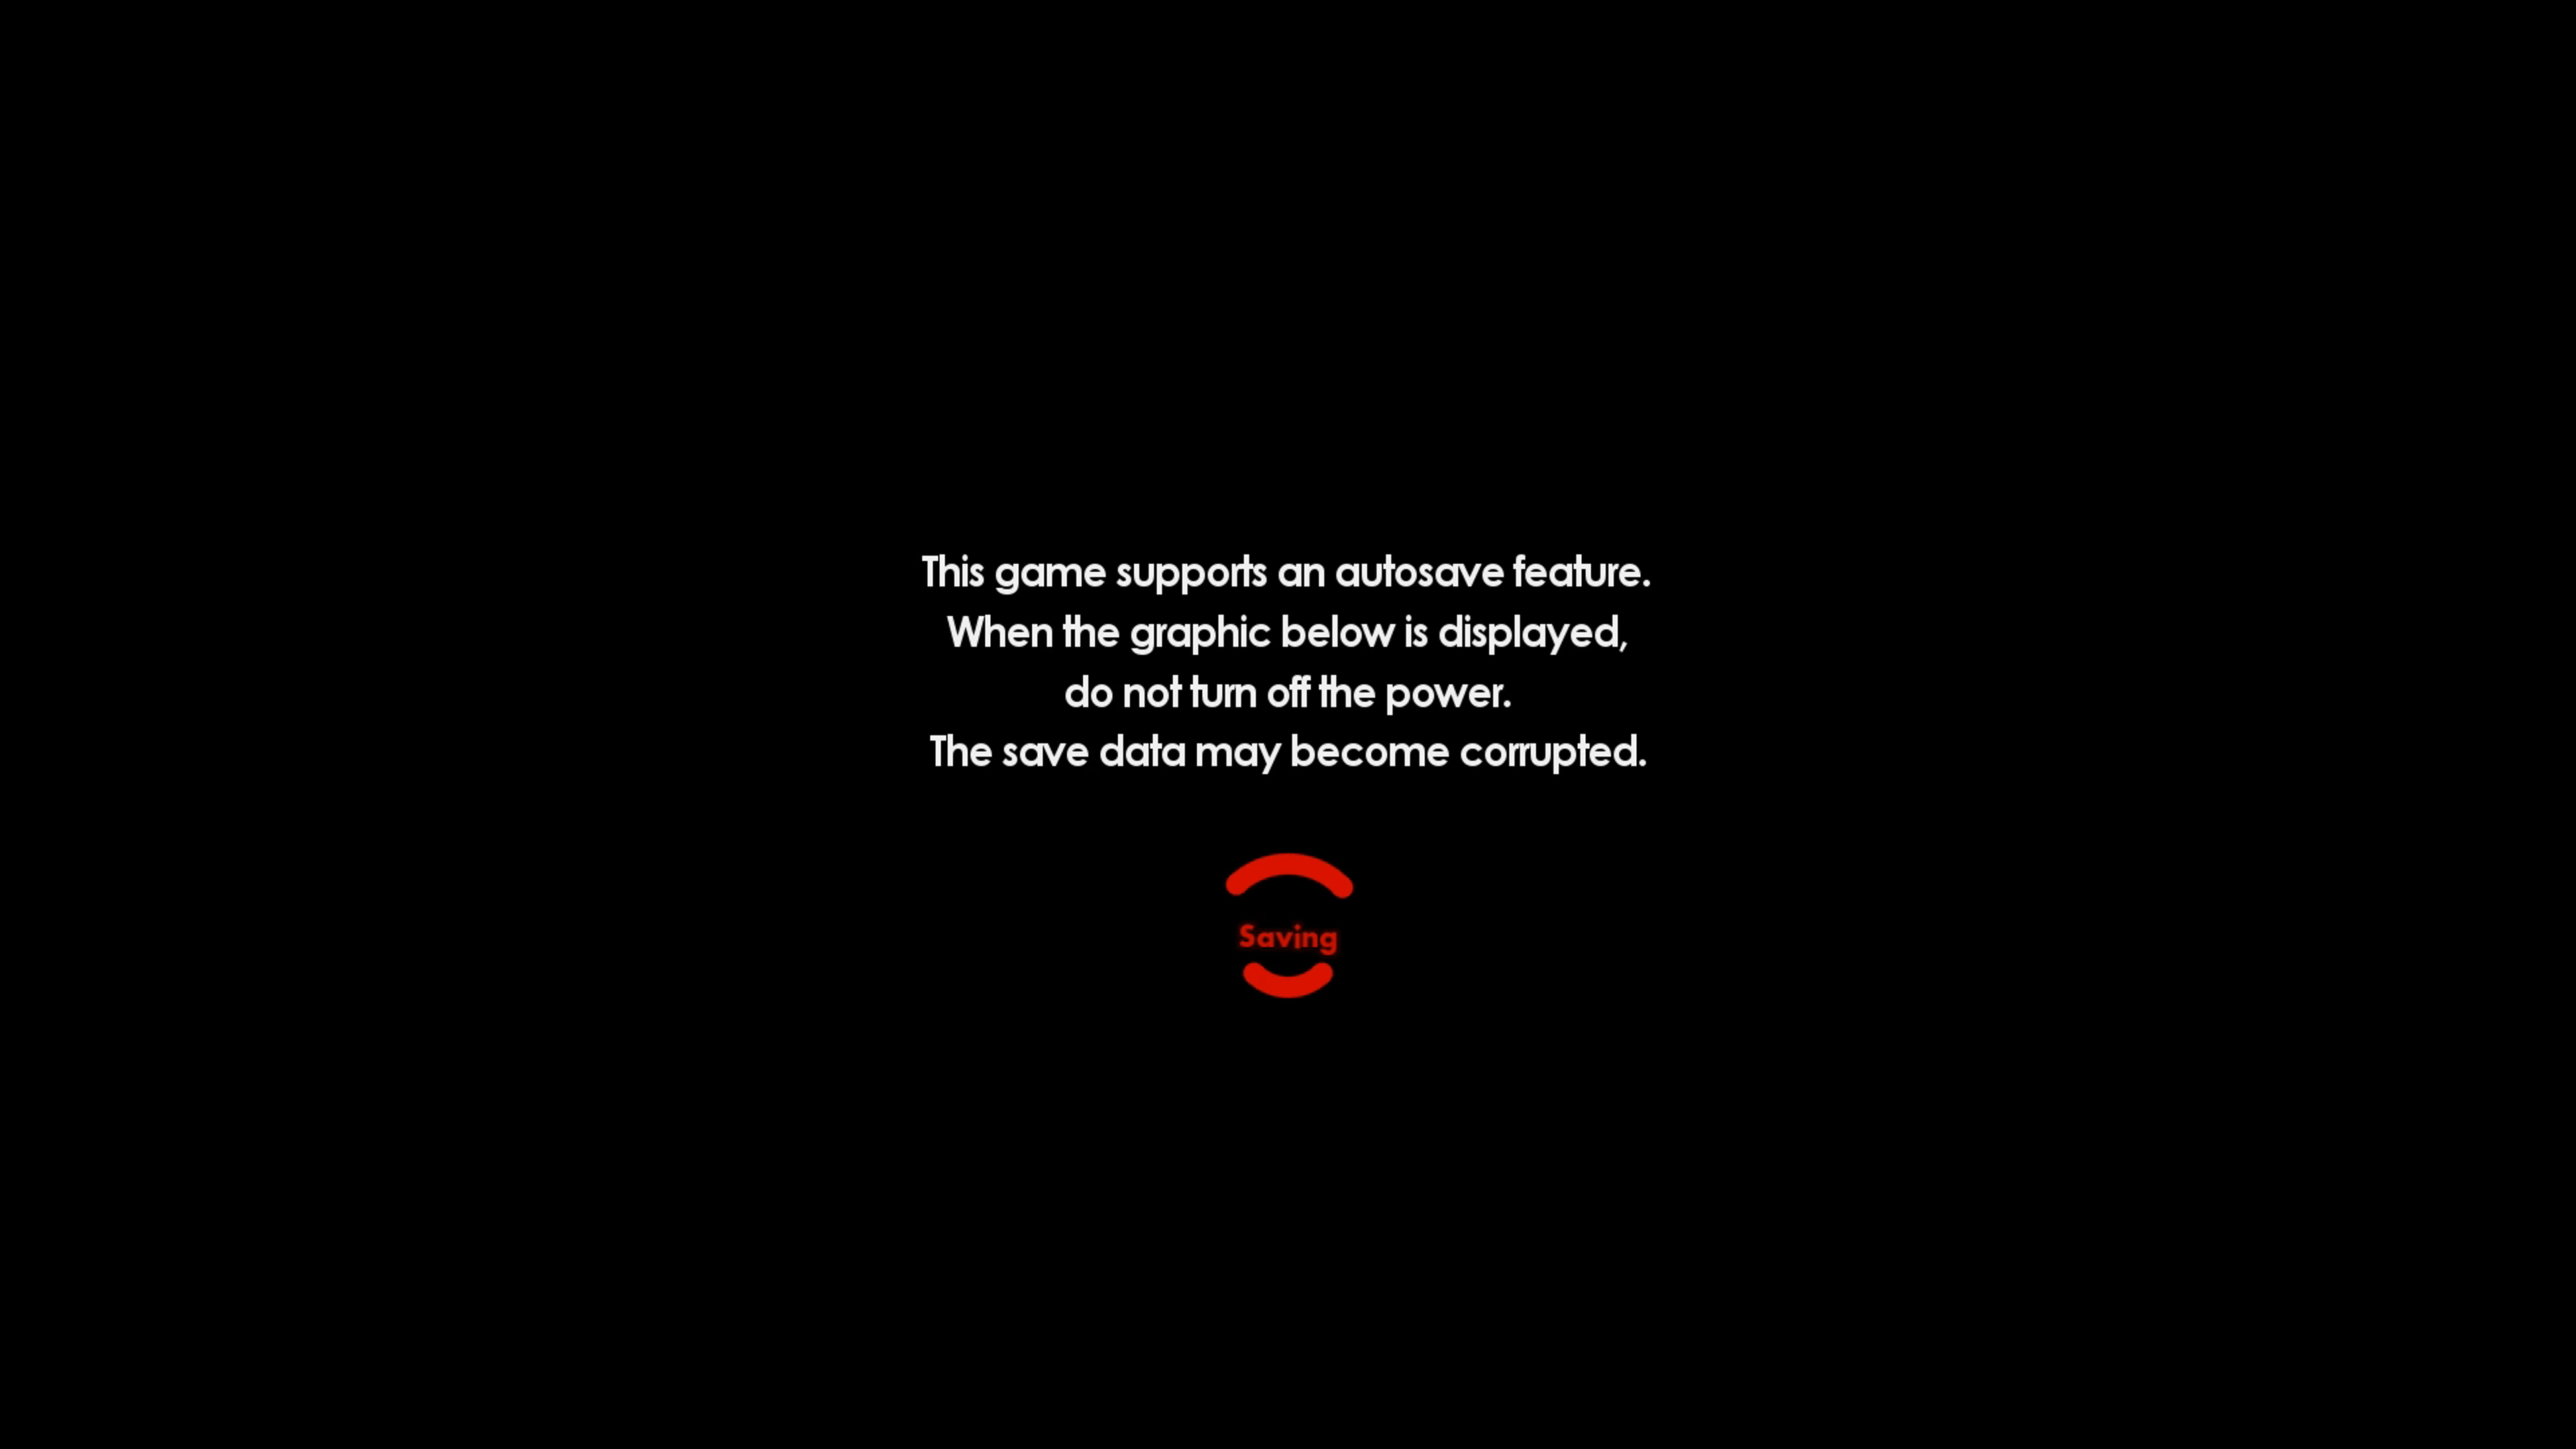 This game supports an autosave feature.
When the graphic below is displayed,
do not turn off the power.
The save data may become corrupted.
Saving